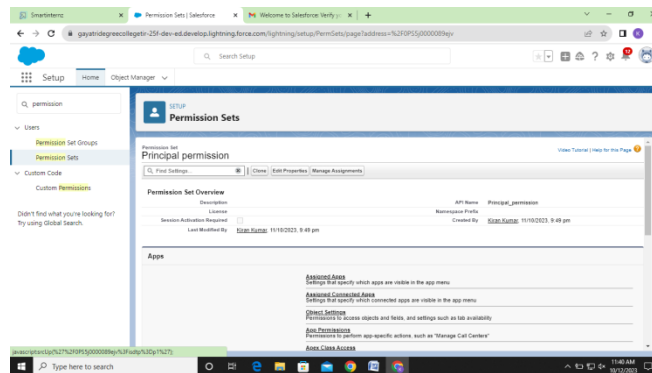 Smartinternz
Permission Sets | Salesforce
Welcome to Salesforce: Verify yo
gayatridegreecollegetir-25f-dev-ed.develop.lightning.force.com/lightning/setup/PermSets/page?address=%2F0PS5j0000089ejv
Search Setup
Setup
Home
Object Manager
permission
Users
Permission Set Groups
Permission Sets
Custom Code
Custom Permissions
Didn't find what you're looking for?
Try using Global Search.
SETUP
Permission Sets
Permission Set
Principal permission
Video Tutorial | Help for this Page
Find Settings...
Clone
Edit Properties
Manage Assignments
Permission Set Overview
Description
API Name Principal_permission
License
Namespace Prefix
Session Activation Required
Created By Kiran Kumar, 11/10/2023, 9:49 pm
Last Modified By Kiran Kumar, 11/10/2023, 9:49 pm
Apps
Assigned Apps
Settings that specify which apps are visible in the app menu
Assigned Connected Apps
Settings that specify which connected apps are visible in the app menu
Object Settings
Permissions to access objects and fields, and settings such as tab availability
App Permissions
Permissions to perform app-specific actions, such as "Manage Call Centers"
Apex Class Access
Type here to search
11:40 AM
10/12/2023